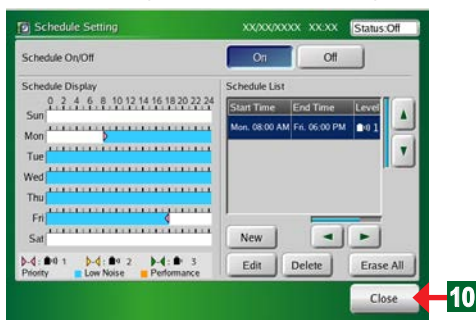 Schedule Setting XX/XX/XXXX XX:XX Status:Off
Schedule On/Off On Off
Schedule Display Schedule List
0 2 4 6 8 10 12 14 16 18 20 22 24
Start Time End Time Level
Sun
Mon. 08:00 AM Fri. 06:00 PM 1
Mon
Tue
Wed
Thu
Fri
Sat
New
: 1 : 2 : 3
Priority Low Noise Performance
Edit Delete Erase All
Close 10